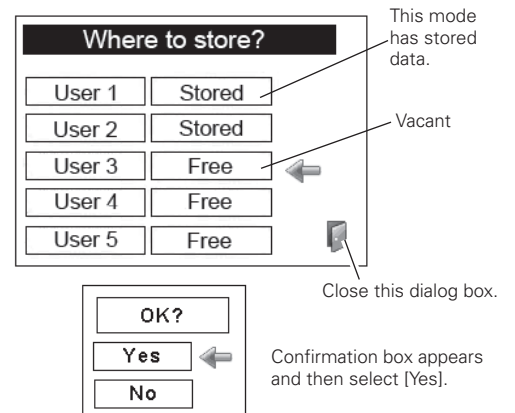 Where to store?
This mode
has stored
data.
User 1 Stored
User 2 Stored
Vacant
User 3 Free
User 4 Free
User 5 Free
Close this dialog box.
OK?
Yes
No
Confirmation box appears
and then select [Yes].